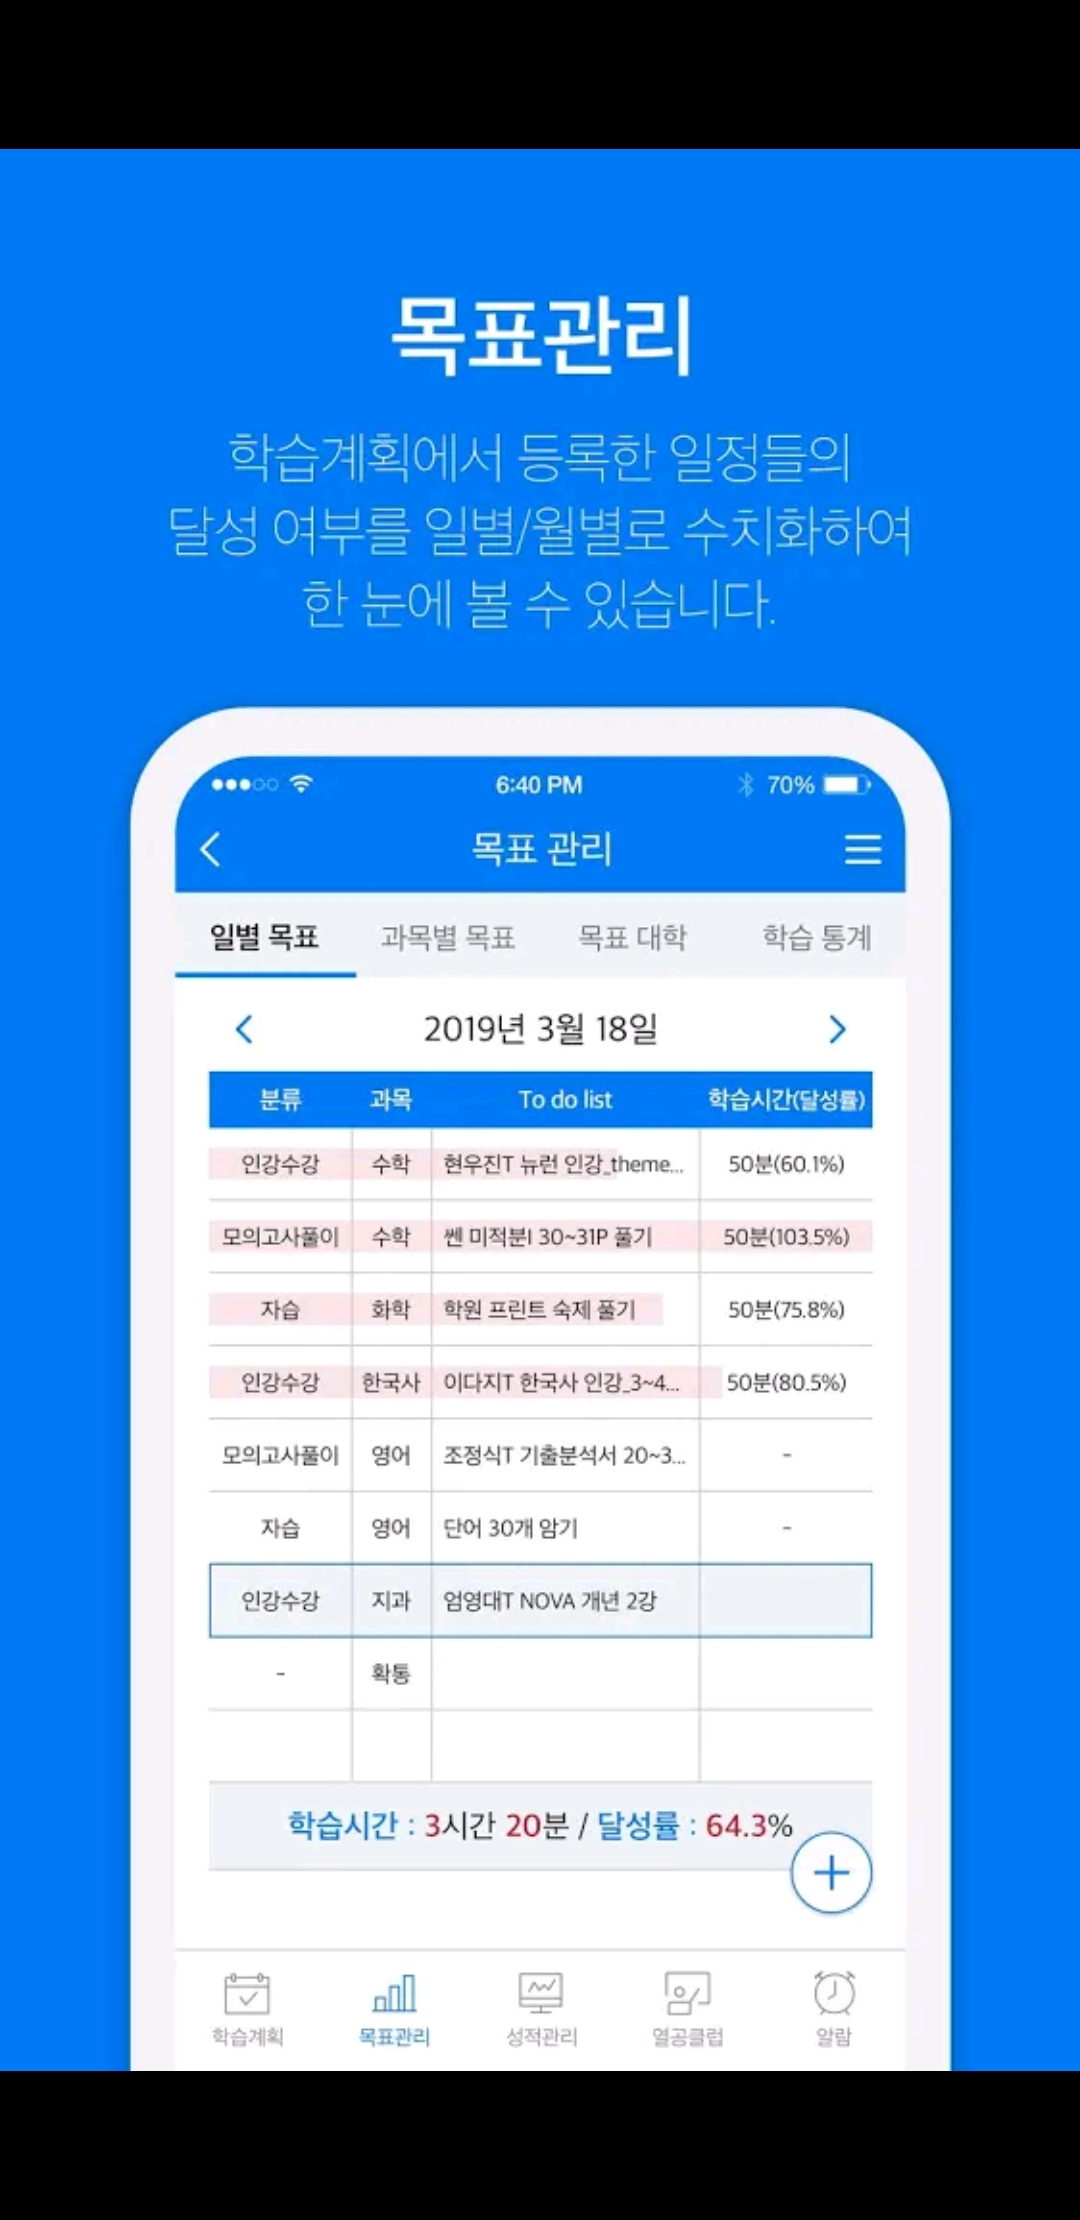 목표관리
학습계획에서 등록한 일정들의
달성 여부를 일별/월별로 수치화하여
한 눈에 볼 수 있습니다.
6:40 PM 70%
목표 관리
일별 목표 과목별 목표 목표 대학 학습 통계
2019년 3월 18일
분류 과목 To do list 학습시간(달성률)
인강수강 수학 현우진T 뉴런 인강_theme... 50분(60.1%)
모의고사풀이 수학 쎈 미적분I 30~31P 풀기 50분(103.5%)
자습 화학 학원 프린트 숙제 풀기 50분(75.8%)
인강수강 한국사 이다지T 한국사 인강_3~4... 50분(80.5%)
모의고사풀이 영어 조정식T 기출분석서 20~3... -
자습 영어 단어 30개 암기 -
인강수강 지과 엄영대T NOVA 개년 2강
- 확통
학습시간 : 3시간 20분 / 달성률 : 64.3%
학습계획 목표관리 성적관리 열공클럽 알람